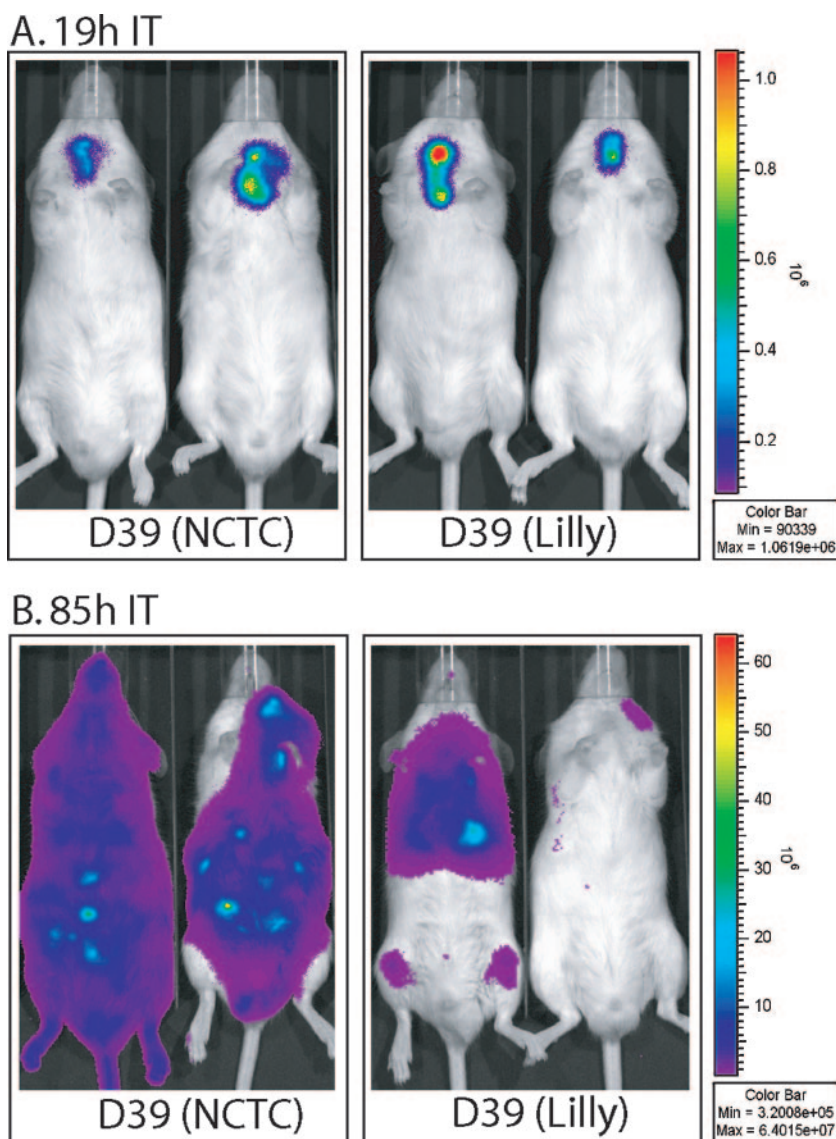 A. 19h IT
1.0
0.8
0.6
0.4
0.2
10⁶
D39 (NCTC)
D39 (Lilly)
Color Bar
Min = 90339
Max = 1.0619e+06
B. 85h IT
60
50
40
30
20
10
10⁶
D39 (NCTC)
D39 (Lilly)
Color Bar
Min = 3.2008e+05
Max = 6.4015e+07